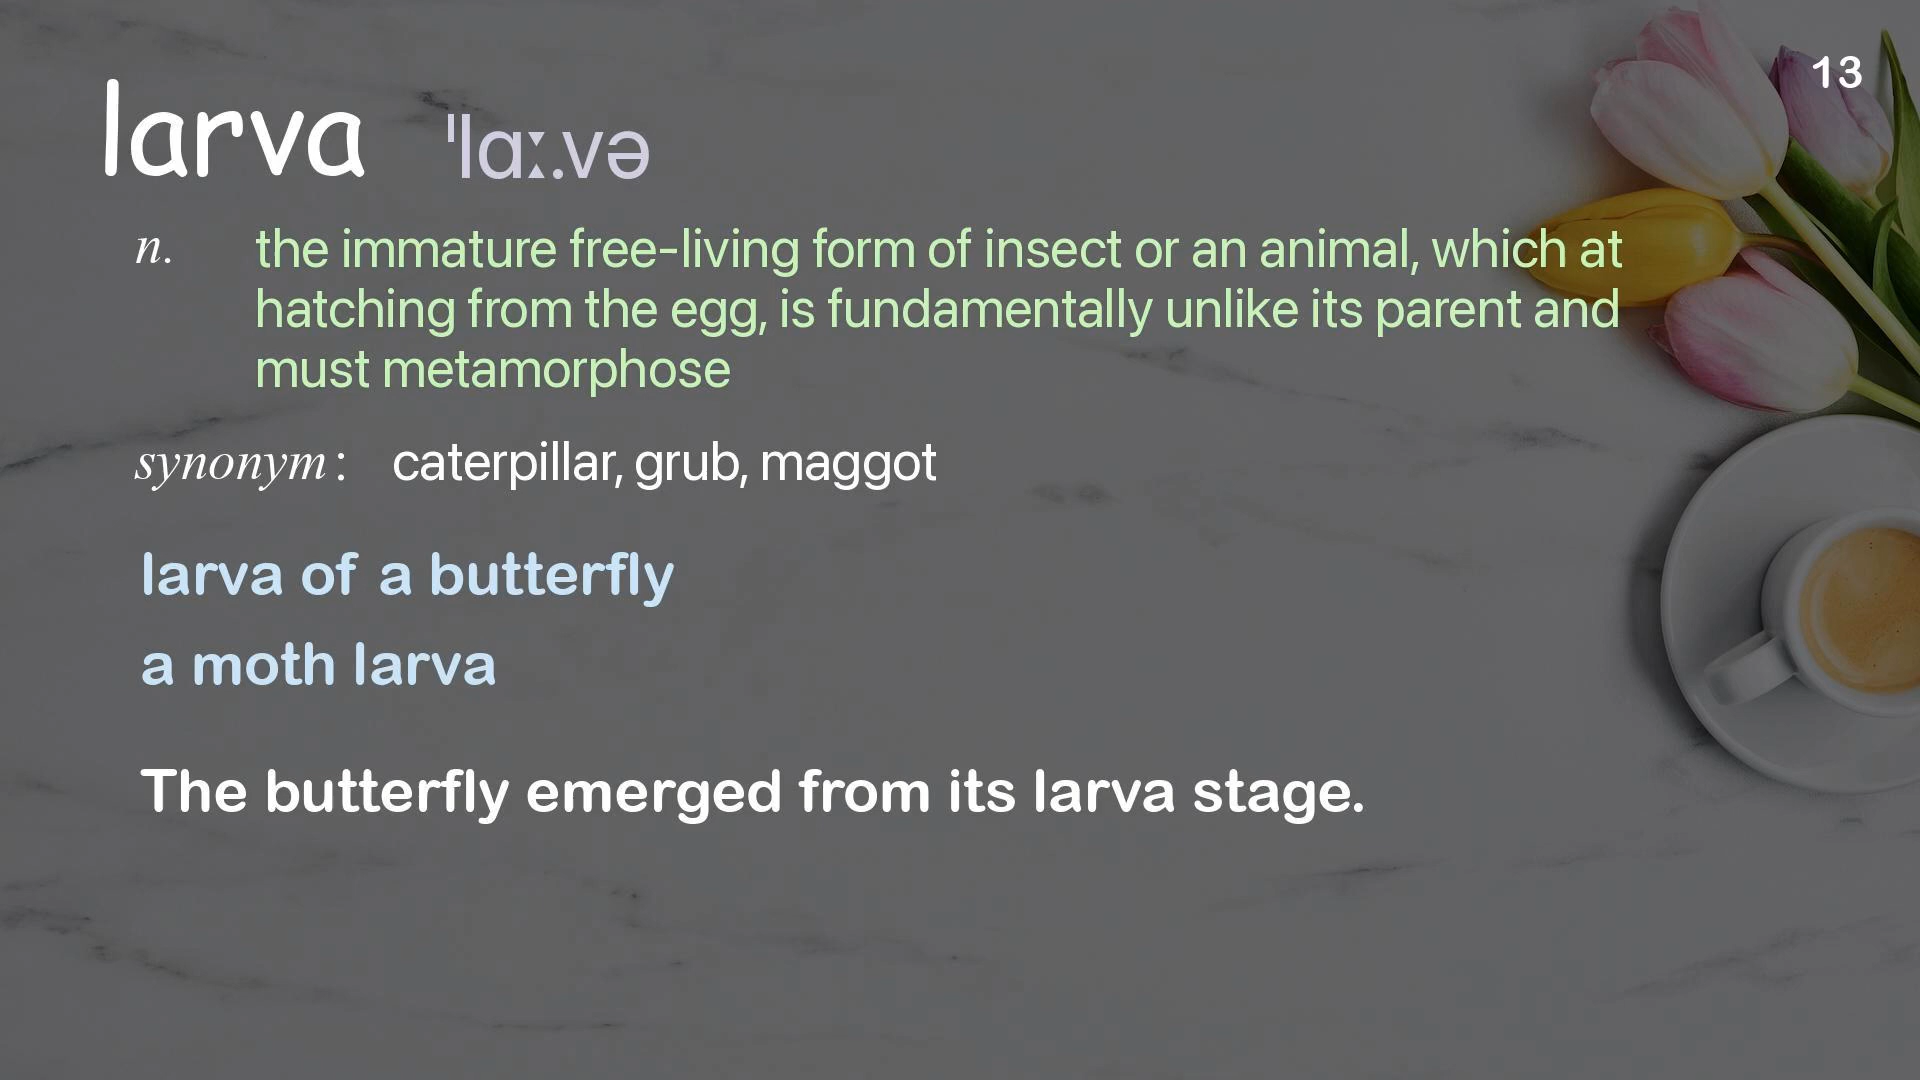 13
larva ˈlɑː.və
n. the immature free-living form of insect or an animal, which at
hatching from the egg, is fundamentally unlike its parent and
must metamorphose
synonym: caterpillar, grub, maggot
larva of a butterfly
a moth larva
The butterfly emerged from its larva stage.